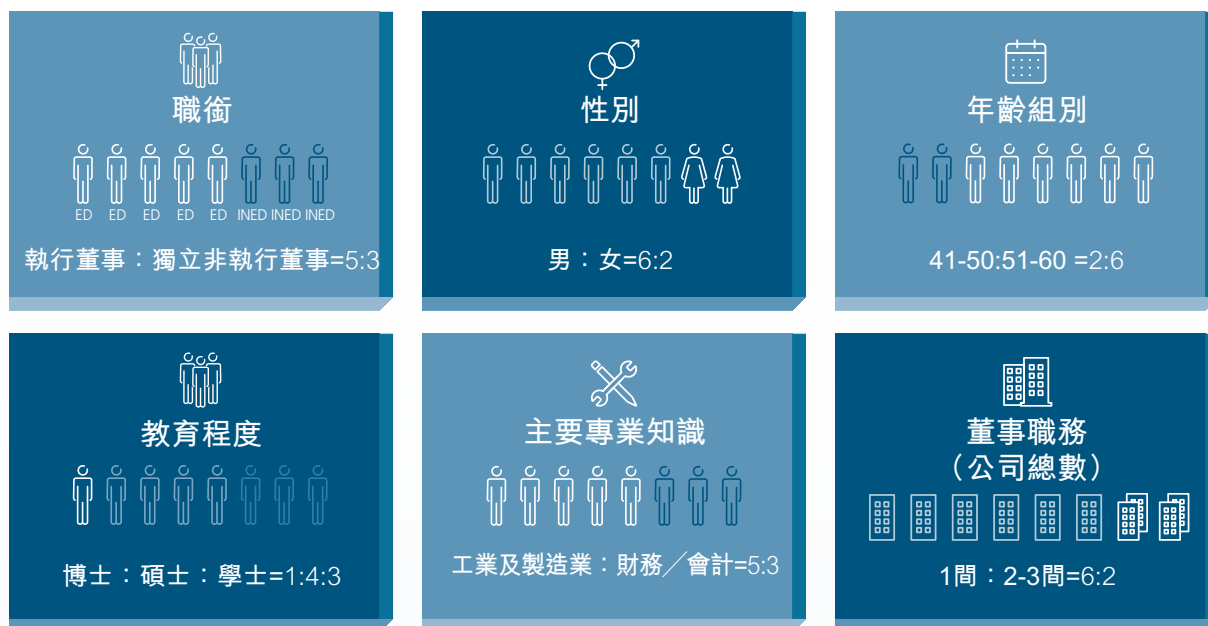 職銜
ED ED ED ED ED INED INED INED
執行董事：獨立非執行董事=5:3
性別
男：女=6:2
年齡組別
41-50:51-60 =2:6
教育程度
博士：碩士：學士=1:4:3
主要專業知識
工業及製造業：財務／會計=5:3
董事職務
（公司總數）
1間：2-3間=6:2